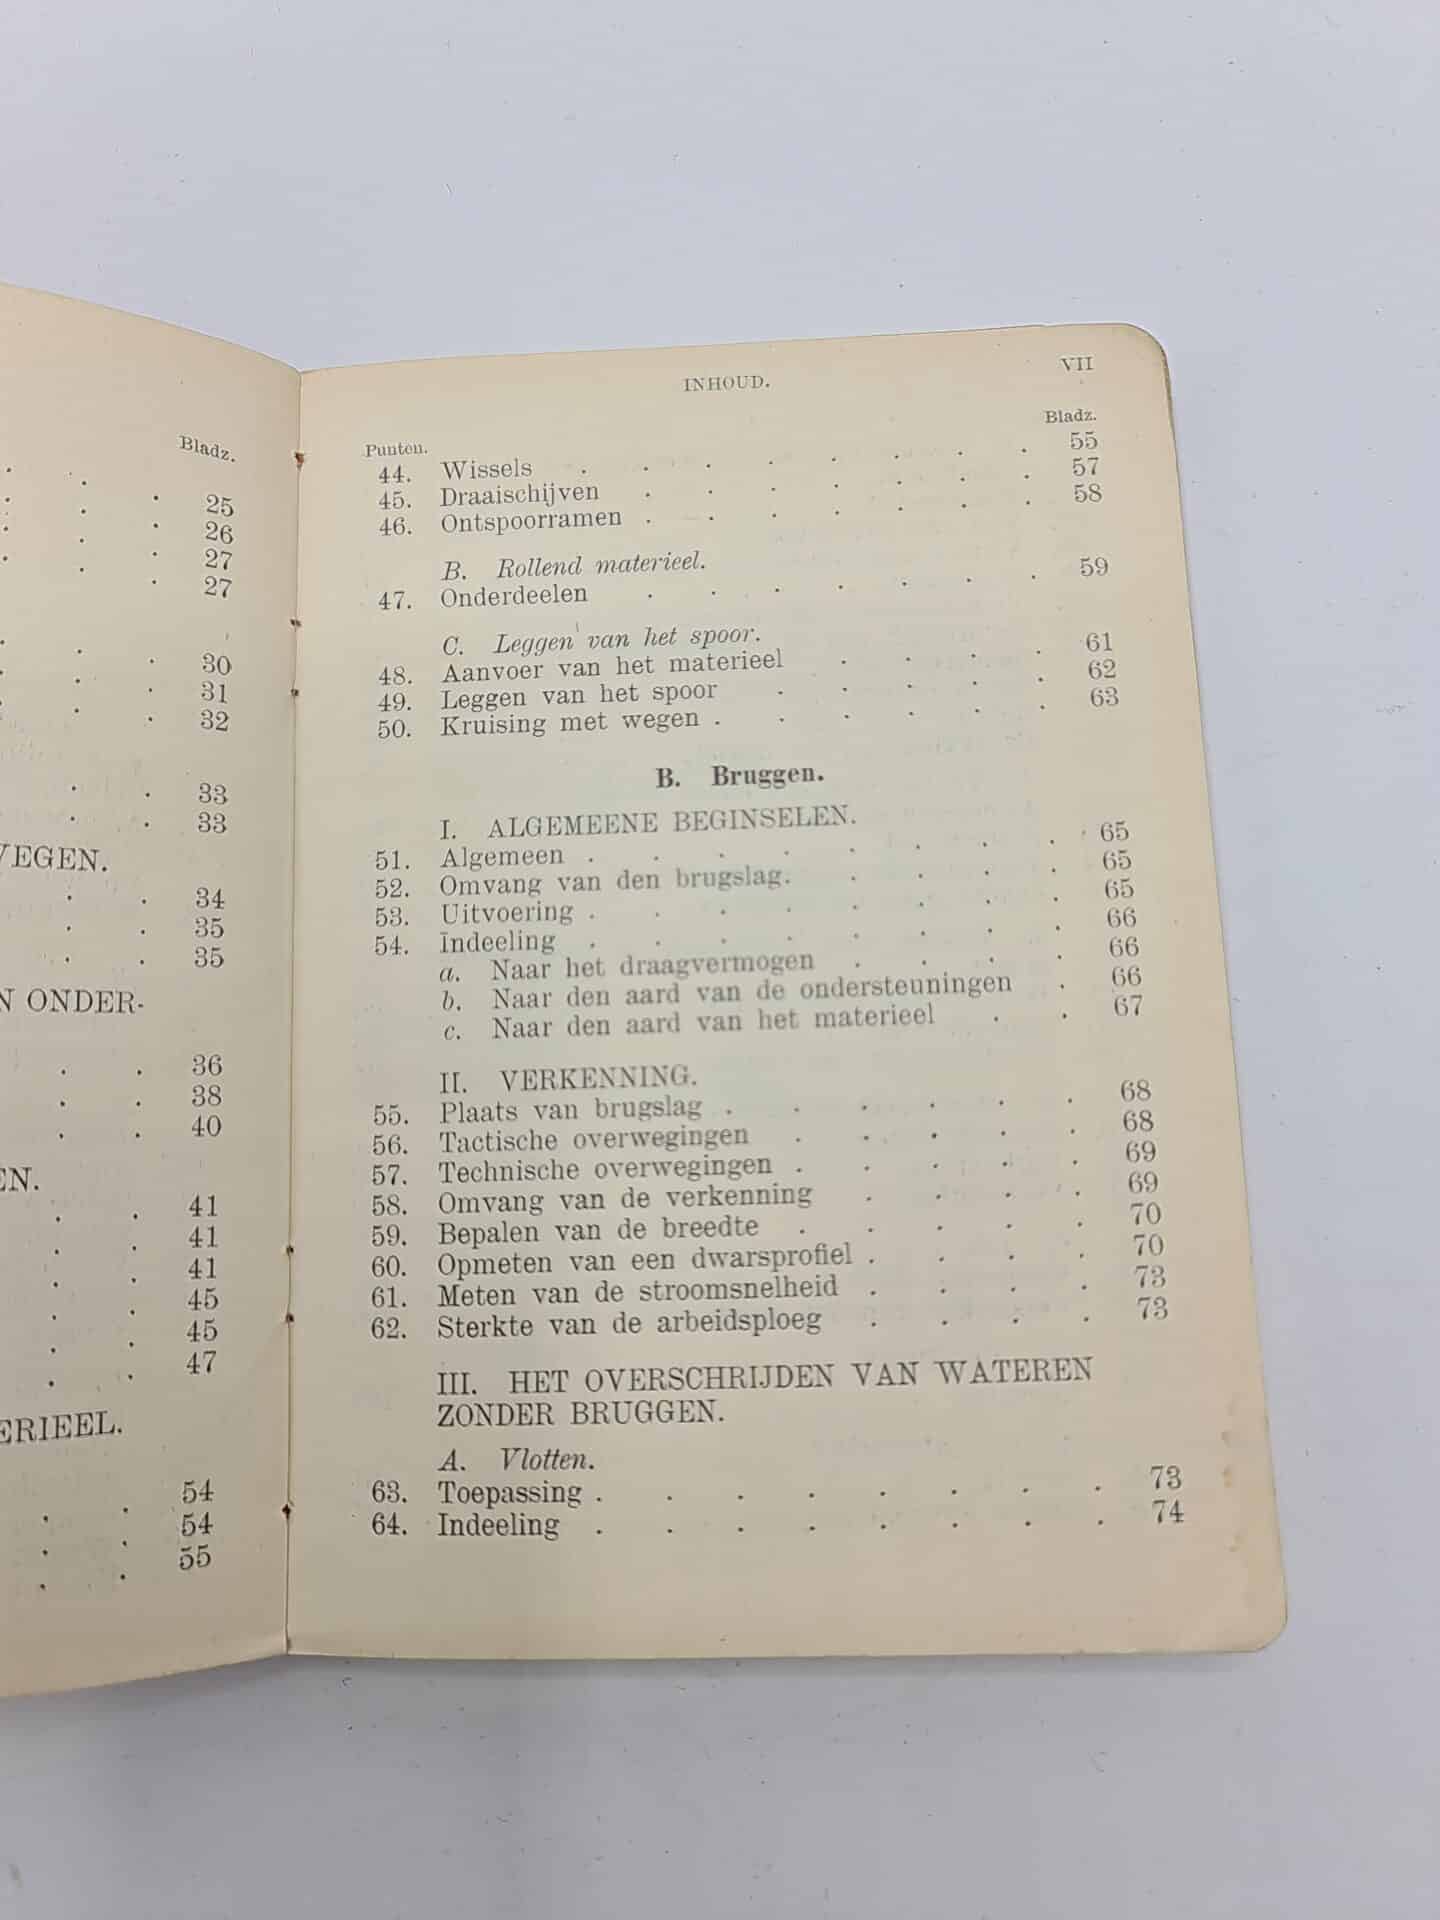 Bladz.
25
26
27
27
30
31
32
33
33
34
35
35
N ONDER-
36
38
40
EN.
41
41
41
45
45
47
ERIEEL.
54
54
55
INHOUD. VII
Punten. Bladz.
44. Wissels . . . . . . . . 55
45. Draaischijven . . . . . . . 57
46. Ontspoorramen . . . . . . . 58
B. Rollend materieel.
47. Onderdeelen . . . . . . . 59
C. Leggen van het spoor.
48. Aanvoer van het materieel . . . . 61
49. Leggen van het spoor . . . . . 62
50. Kruising met wegen . . . . . . 63
B. Bruggen.
I. ALGEMEENE BEGINSELEN.
51. Algemeen . . . . . . . . 65
52. Omvang van den brugslag. . . . . 65
53. Uitvoering . . . . . . . . 65
54. Indeeling . . . . . . . . 66
a. Naar het draagvermogen . . . . 66
b. Naar den aard van de ondersteuningen . 66
c. Naar den aard van het materieel . . 67
II. VERKENNING.
55. Plaats van brugslag . . . . . . 68
56. Tactische overwegingen . . . . . 68
57. Technische overwegingen . . . . . 69
58. Omvang van de verkenning . . . . 69
59. Bepalen van de breedte . . . . . 70
60. Opmeten van een dwarsprofiel . . . . 70
61. Meten van de stroomsnelheid . . . . 73
62. Sterkte van de arbeidsploeg . . . . 73
III. HET OVERSCHRIJDEN VAN WATEREN
ZONDER BRUGGEN.
A. Vlotten.
63. Toepassing . . . . . . . . 73
64. Indeeling . . . . . . . . 74